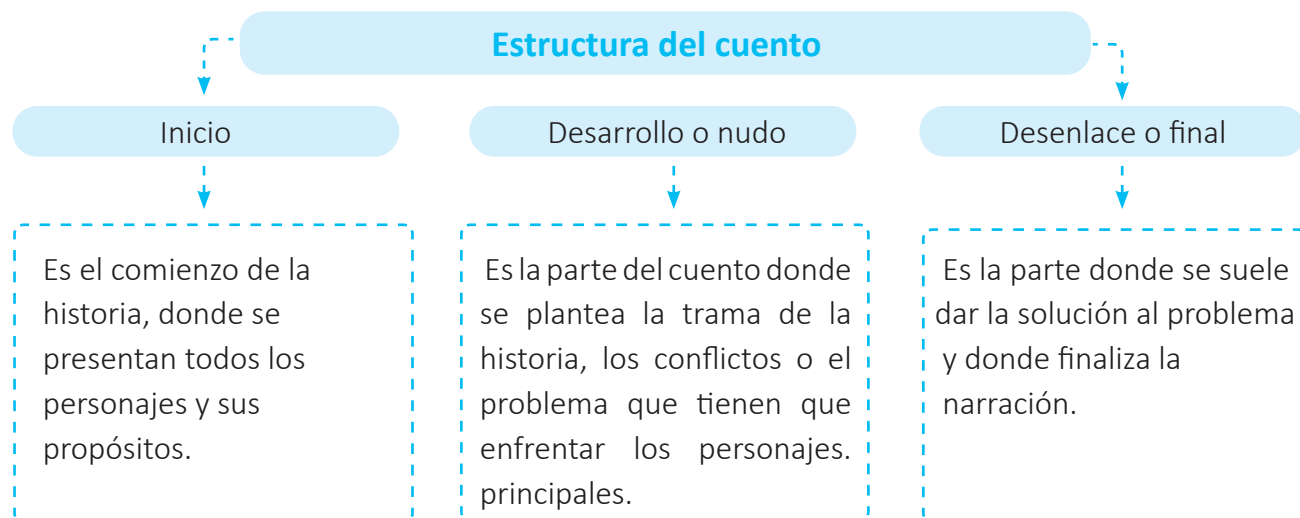 Estructura del cuento
Inicio
Desarrollo o nudo
Desenlace o final
Es el comienzo de la
historia, donde se
presentan todos los
personajes y sus
propósitos.
Es la parte del cuento donde
se plantea la trama de la
historia, los conflictos o el
problema que tienen que
enfrentar los personajes.
principales.
Es la parte donde se suele
dar la solución al problema
y donde finaliza la
narración.